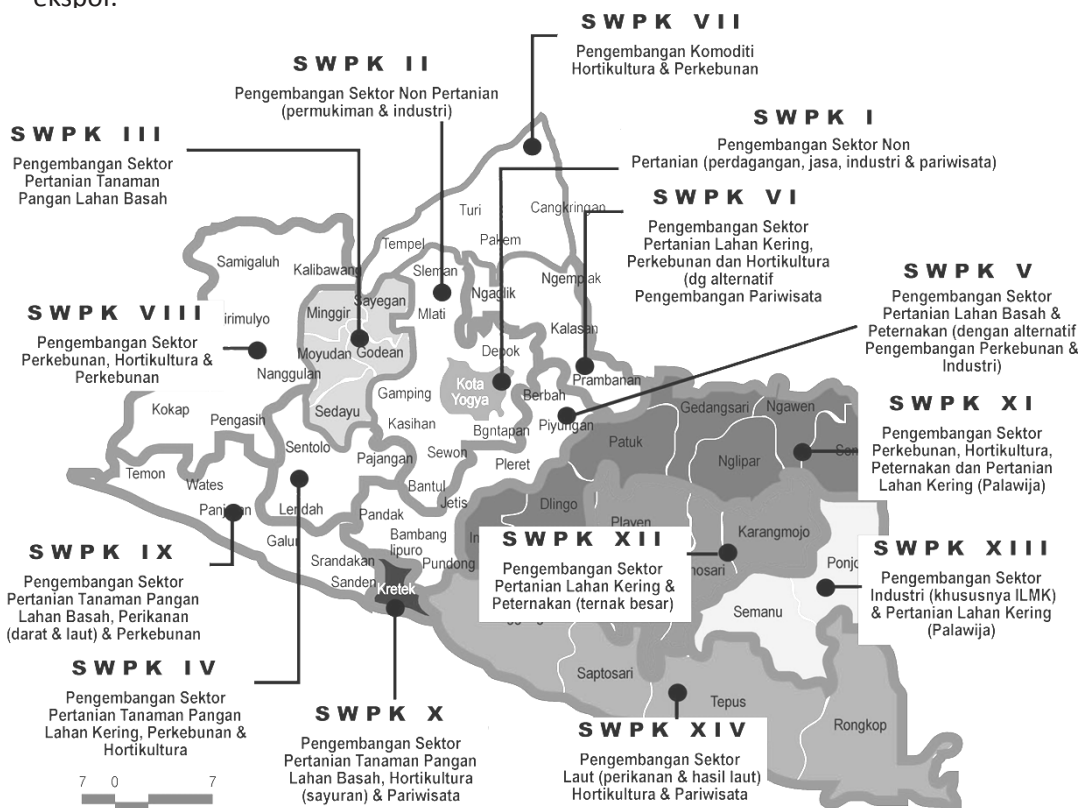 ekspor.
SWPK VII
Pengembangan Komoditi
Hortikultura & Perkebunan
SWPK II
Pengembangan Sektor Non Pertanian
(permukiman & industri)
SWPK I
Pengembangan Sektor Non
Pertanian (perdagangan, jasa, industri & pariwisata)
SWPK III
Pengembangan Sektor
Pertanian Tanaman
Pangan Lahan Basah
SWPK VI
Pengembangan Sektor
Pertanian Lahan Kering,
Perkebunan dan Hortikultura
(dg alternatif
Pengembangan Pariwisata
SWPK V
Pengembangan Sektor
Pertanian Lahan Basah &
Peternakan (dengan alternatif
Pengembangan Perkebunan &
Industri)
SWPK VIII
Pengembangan Sektor
Perkebunan, Hortikultura &
Perkebunan
SWPK XI
Pengembangan Sektor
Perkebunan, Hortikultura,
Peternakan dan Pertanian
Lahan Kering (Palawija)
SWPK IX
Pengembangan Sektor
Pertanian Tanaman Pangan
Lahan Basah, Perikanan
(darat & laut) & Perkebunan
SWPK XII
Pengembangan Sektor
Pertanian Lahan Kering &
Peternakan (ternak besar)
SWPK XIII
Pengembangan Sektor
Industri (khususnya ILMK)
& Pertanian Lahan Kering
(Palawija)
SWPK IV
Pengembangan Sektor
Pertanian Tanaman Pangan
Lahan Kering, Perkebunan &
Hortikultura
SWPK X
Pengembangan Sektor
Pertanian Tanaman Pangan
Lahan Basah, Hortikultura
(sayuran) & Pariwisata
SWPK XIV
Pengembangan Sektor
Laut (perikanan & hasil laut)
Hortikultura & Pariwisata
Turi
Cangkringan
Tempel
Pakem
Samigaluh
Kalibawang
Sleman
Ngaglik
Ngemplak
Sayegan
Minggir
Mlati
irimulyo
Kalasan
Moyudan
Godean
Depok
Nanggulan
Gamping
Kota
Yogya
Berbah
Prambanan
Kokap
Pengasih
Sedayu
Kasihan
Bgntapan
Piyungan
Gedangsari
Ngawen
Sentolo
Pajangan
Sewon
Pleret
Patuk
Nglipar
Sem
Temon
Wates
Bantul
Jetis
Panjatan
Lendah
Pandak
Dlingo
Playen
Karangmojo
Galur
Bambang
lipuro
Im
Srandakan
Pundong
nosari
Ponjo
Sanden
Kretek
Semanu
Saptosari
Tepus
Rongkop
7 0 7